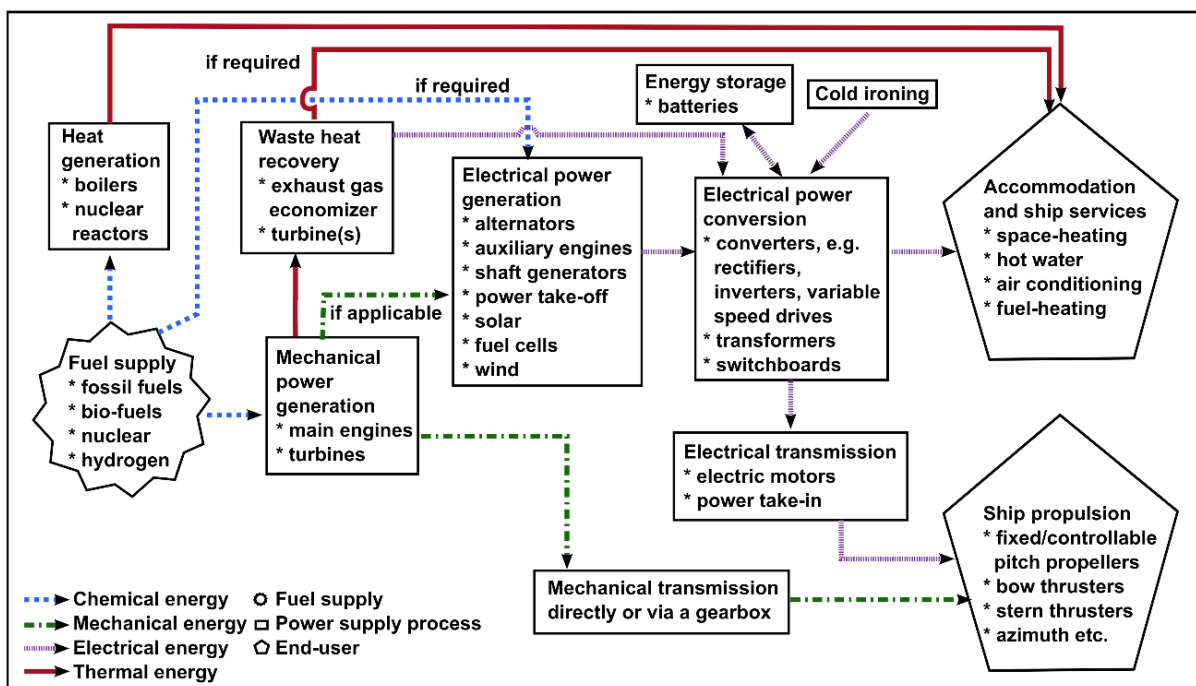 if required
if required
Energy storage
* batteries
Cold ironing
Heat
generation
* boilers
* nuclear
reactors
Waste heat
recovery
* exhaust gas
economizer
* turbine(s)
Electrical power
generation
* alternators
* auxiliary engines
* shaft generators
* power take-off
* solar
* fuel cells
* wind
Electrical power
conversion
* converters, e.g.
rectifiers,
inverters, variable
speed drives
* transformers
* switchboards
Accommodation
and ship services
* space-heating
* hot water
* air conditioning
* fuel-heating
if applicable
Fuel supply
* fossil fuels
* bio-fuels
* nuclear
* hydrogen
Mechanical
power
generation
* main engines
* turbines
Electrical transmission
* electric motors
* power take-in
Ship propulsion
* fixed/controllable
pitch propellers
* bow thrusters
* stern thrusters
* azimuth etc.
Mechanical transmission
directly or via a gearbox
Chemical energy
Mechanical energy
Electrical energy
Thermal energy
Fuel supply
Power supply process
End-user